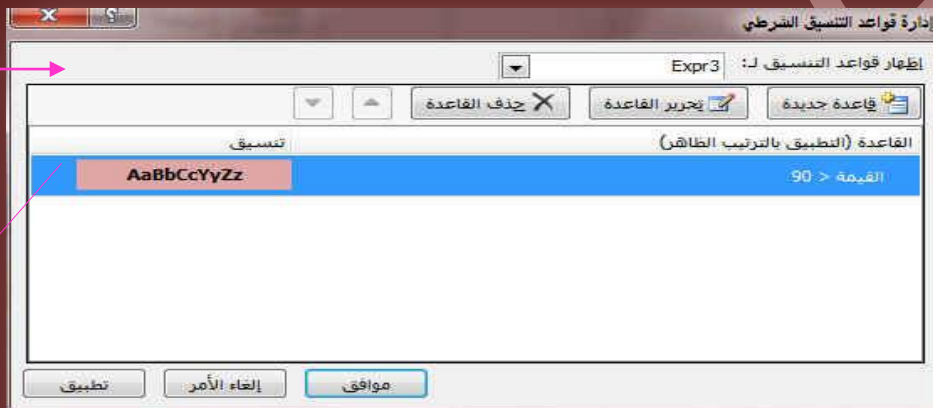 إدارة قواعد التنسيق الشرطي
إظهار قواعد التنسيق لـ: Expr3
قاعدة جديدة تحرير القاعدة حذف القاعدة
القاعدة (التطبيق بالترتيب الظاهر) تنسيق
القيمة < 90 AaBbCcYyZz
موافق إلغاء الأمر تطبيق